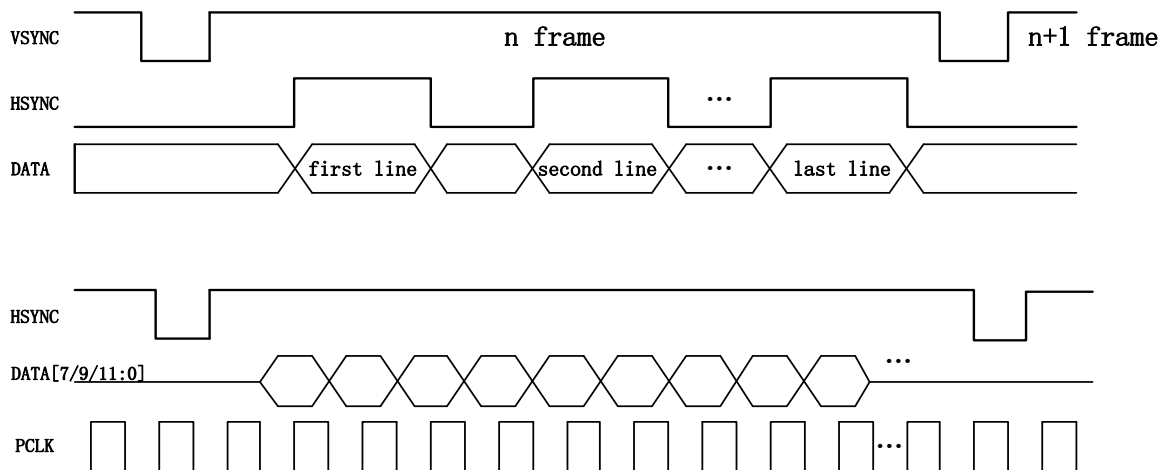 VSYNC n frame n+1 frame
HSYNC ...
DATA first line second line ... last line
HSYNC
DATA[7/9/11:0] ...
PCLK ...